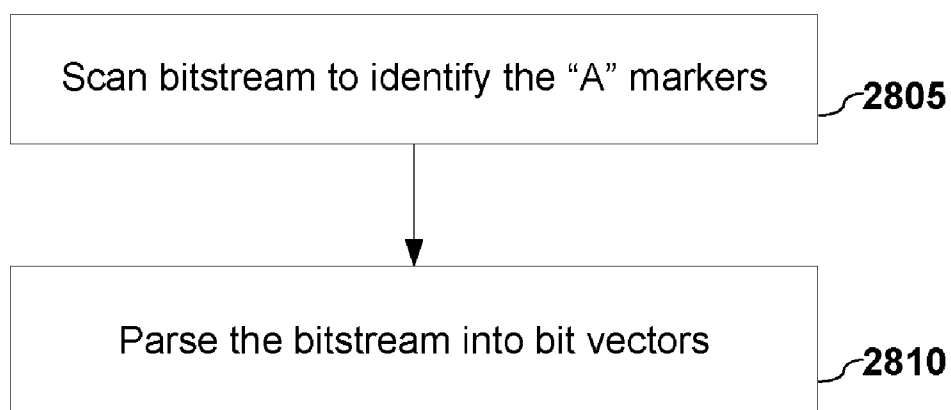 Scan bitstream to identify the “A” markers
2805
Parse the bitstream into bit vectors
2810